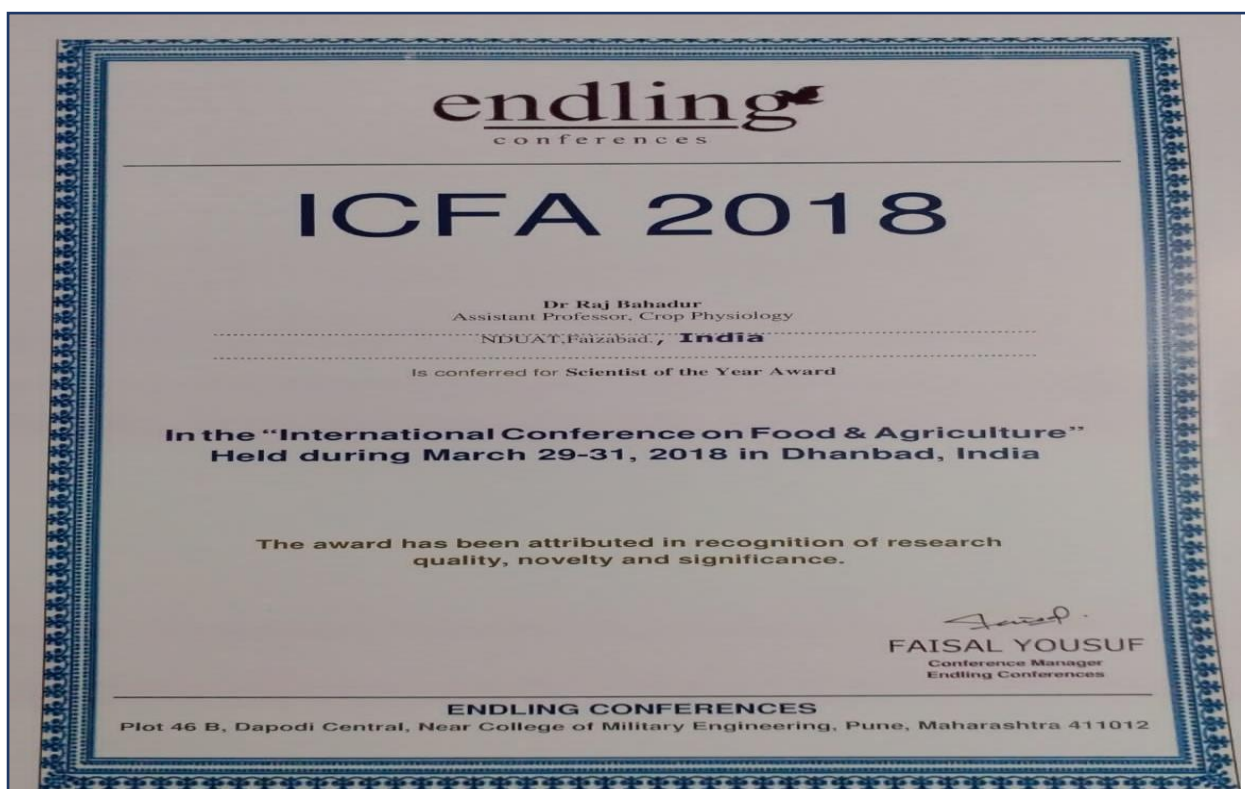 endling
conferences
ICFA 2018
Dr Raj Bahadur
Assistant Professor, Crop Physiology
NDUAT,Faizabad., India
Is conferred for Scientist of the Year Award
In the “International Conference on Food & Agriculture”
Held during March 29-31, 2018 in Dhanbad, India
The award has been attributed in recognition of research
quality, novelty and significance.
FAISAL YOUSUF
Conference Manager
Endling Conferences
ENDLING CONFERENCES
Plot 46 B, Dapodi Central, Near College of Military Engineering, Pune, Maharashtra 411012